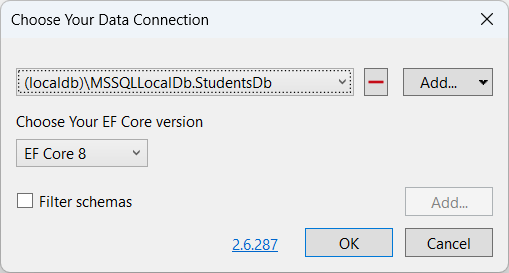 Choose Your Data Connection
(localdb)\MSSQLLocalDb.StudentsDb
Add...
Choose Your EF Core version
EF Core 8
Filter schemas
Add...
2.6.287
OK
Cancel